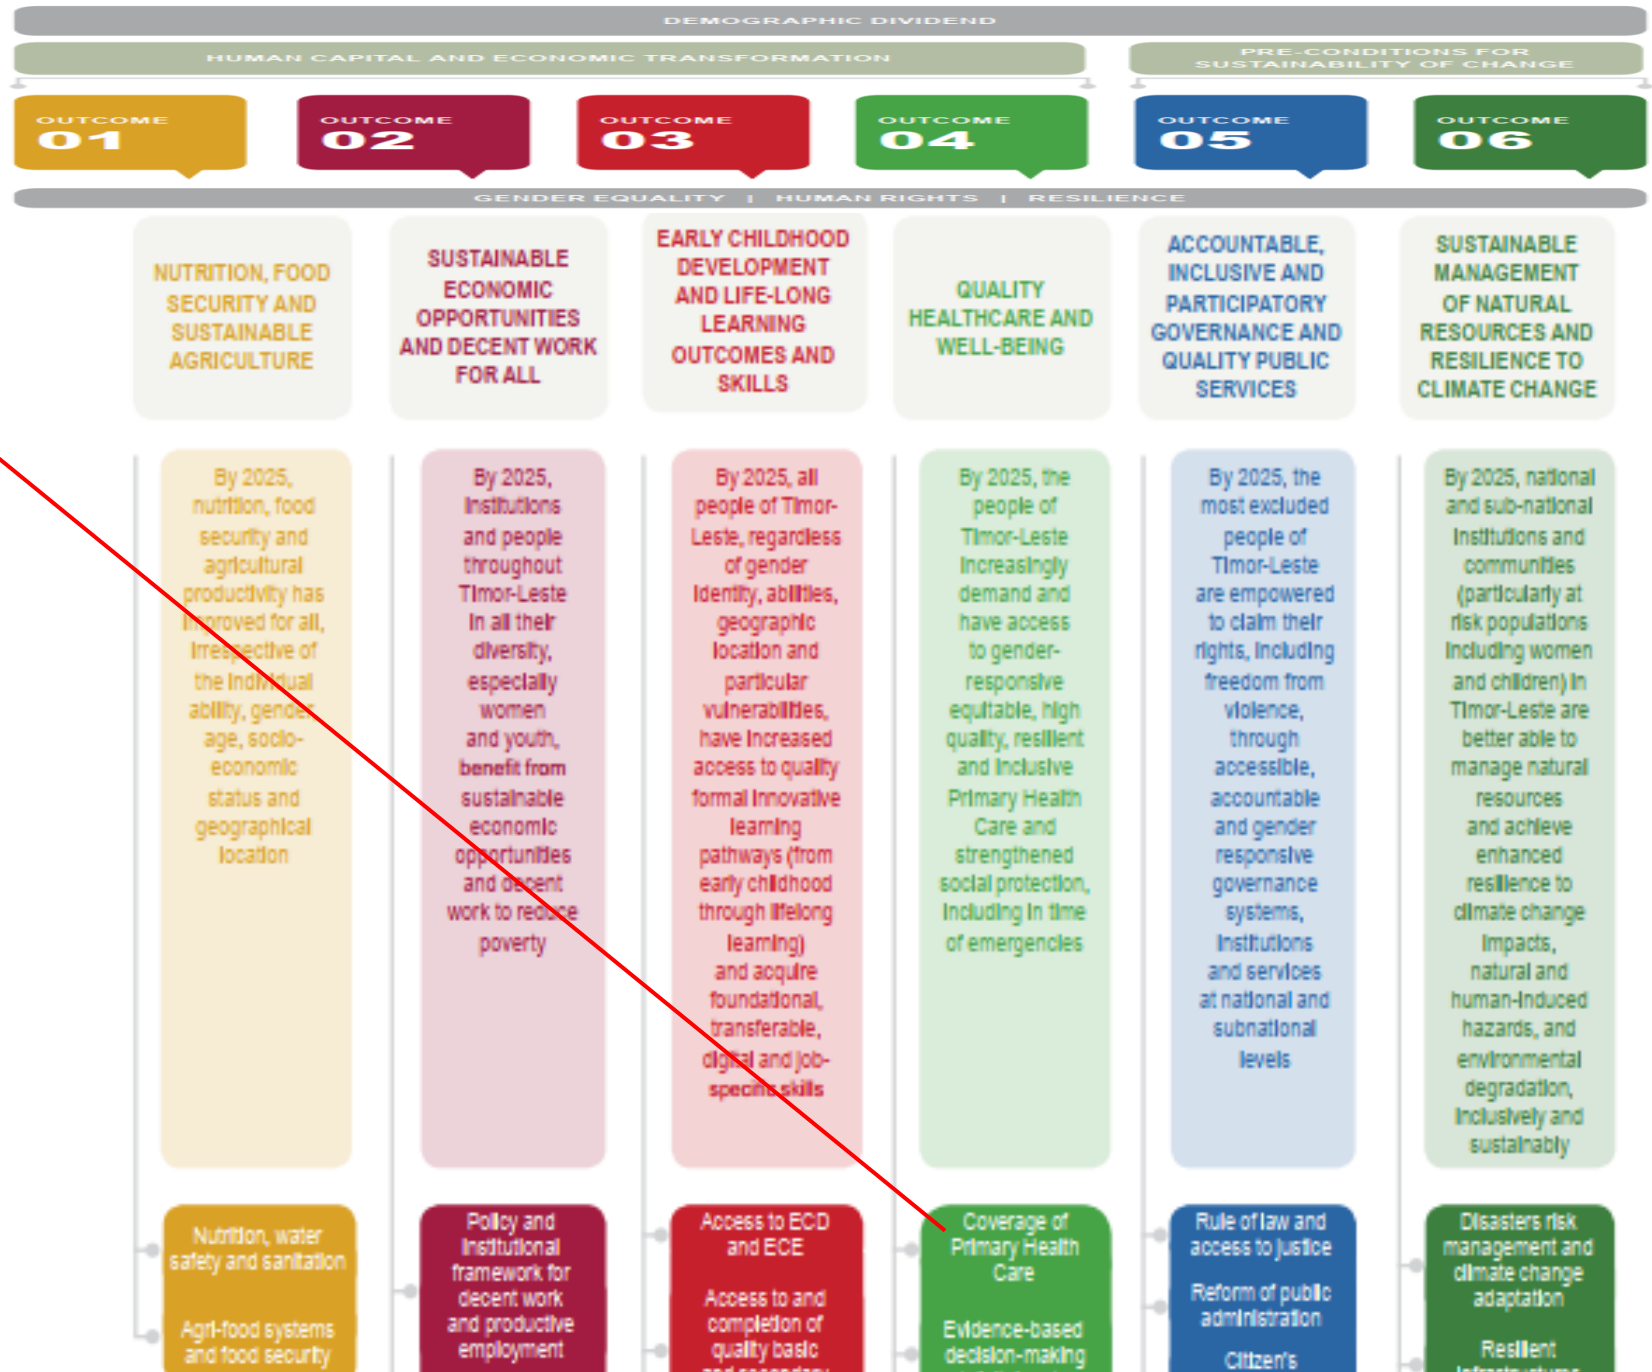 DEMOGRAPHIC DIVIDEND
HUMAN CAPITAL AND ECONOMIC TRANSFORMATION
PRE-CONDITIONS FOR
SUSTAINABILITY OF CHANGE
OUTCOME
01
OUTCOME
02
OUTCOME
03
OUTCOME
04
OUTCOME
05
OUTCOME
06
GENDER EQUALITY | HUMAN RIGHTS | RESILIENCE
NUTRITION, FOOD
SECURITY AND
SUSTAINABLE
AGRICULTURE
SUSTAINABLE
ECONOMIC
OPPORTUNITIES
AND DECENT WORK
FOR ALL
EARLY CHILDHOOD
DEVELOPMENT
AND LIFE-LONG
LEARNING
OUTCOMES AND
SKILLS
QUALITY
HEALTHCARE AND
WELL-BEING
ACCOUNTABLE,
INCLUSIVE AND
PARTICIPATORY
GOVERNANCE AND
QUALITY PUBLIC
SERVICES
SUSTAINABLE
MANAGEMENT
OF NATURAL
RESOURCES AND
RESILIENCE TO
CLIMATE CHANGE
By 2025,
nutrition, food
security and
agricultural
productivity has
improved for all,
irrespective of
the individual
ability, gender,
age, socio-
economic
status and
geographical
location
By 2025,
institutions
and people
throughout
Timor-Leste
in all their
diversity,
especially
women
and youth,
benefit from
sustainable
economic
opportunities
and decent
work to reduce
poverty
By 2025, all
people of Timor-
Leste, regardless
of gender
identity, abilities,
geographic
location and
particular
vulnerabilities,
have increased
access to quality
formal innovative
learning
pathways (from
early childhood
through lifelong
learning)
and acquire
foundational,
transferable,
digital and job-
specific skills
By 2025, the
people of
Timor-Leste
increasingly
demand and
have access
to gender-
responsive
equitable, high
quality, resilient
and inclusive
Primary Health
Care and
strengthened
social protection,
including in time
of emergencies
By 2025, the
most excluded
people of
Timor-Leste
are empowered
to claim their
rights, including
freedom from
violence,
through
accessible,
accountable
and gender
responsive
governance
systems,
institutions
and services
at national and
subnational
levels
By 2025, national
and sub-national
institutions and
communities
(particularly at
risk populations
including women
and children) in
Timor-Leste are
better able to
manage natural
resources
and achieve
enhanced
resilience to
climate change
impacts,
natural and
human-induced
hazards, and
environmental
degradation,
inclusively and
sustainably
Nutrition, water
safety and sanitation
Agri-food systems
and food security
Policy and
institutional
framework for
decent work
and productive
employment
Access to ECD
and ECE
Access to and
completion of
quality basic
and secondary
Coverage of
Primary Health
Care
Evidence-based
decision-making
Rule of law and
access to justice
Reform of public
administration
Citizen's
Disasters risk
management and
climate change
adaptation
Resilient